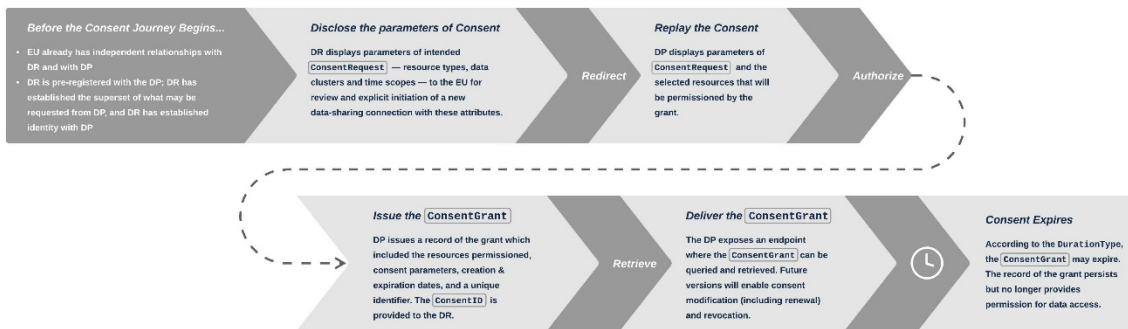 Before the Consent Journey Begins...
• EU already has independent relationships with
DR and with DP
• DR is pre-registered with the DP; DR has
established the superset of what may be
requested from DP, and DR has established
identity with DP
Disclose the parameters of Consent
DR displays parameters of intended
ConsentRequest — resource types, data
clusters and time scopes — to the EU for
review and explicit initiation of a new
data-sharing connection with these attributes.
Redirect
Replay the Consent
DP displays parameters of
ConsentRequest and the
selected resources that will
be permissioned by the
grant.
Authorize
Issue the ConsentGrant
DP issues a record of the grant which
included the resources permissioned,
consent parameters, creation &
expiration dates, and a unique
identifier. The ConsentID is
provided to the DR.
Retrieve
Deliver the ConsentGrant
The DP exposes an endpoint
where the ConsentGrant can be
queried and retrieved. Future
versions will enable consent
modification (including renewal)
and revocation.
Consent Expires
According to the DurationType,
the ConsentGrant may expire.
The record of the grant persists
but no longer provides
permission for data access.